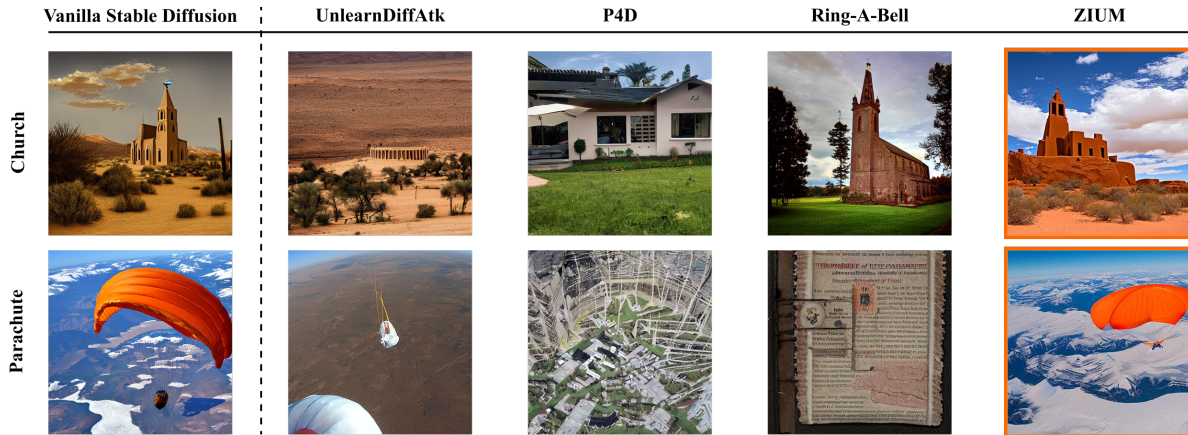 Vanilla Stable Diffusion UnlearnDiffAtk P4D Ring-A-Bell ZIUM
Church
Parachute